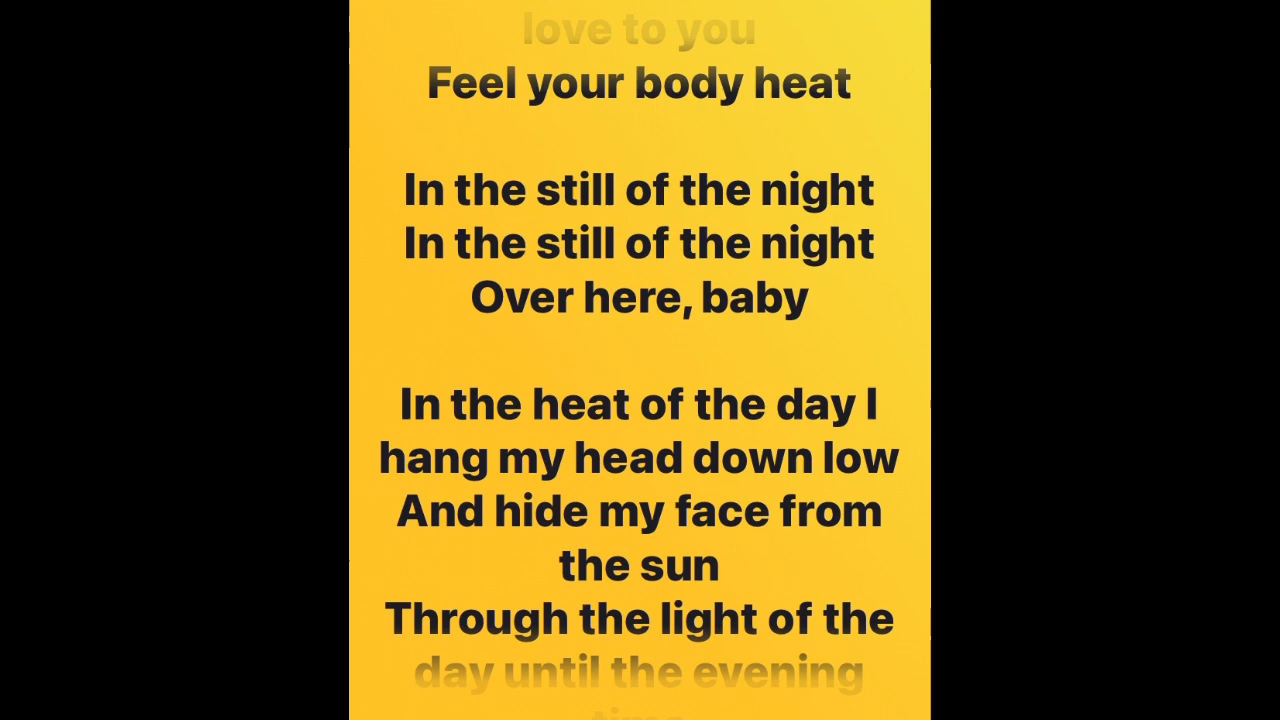 love to you
Feel your body heat
In the still of the night
In the still of the night
Over here, baby
In the heat of the day I
hang my head down low
And hide my face from
the sun
Through the light of the
day until the evening
time